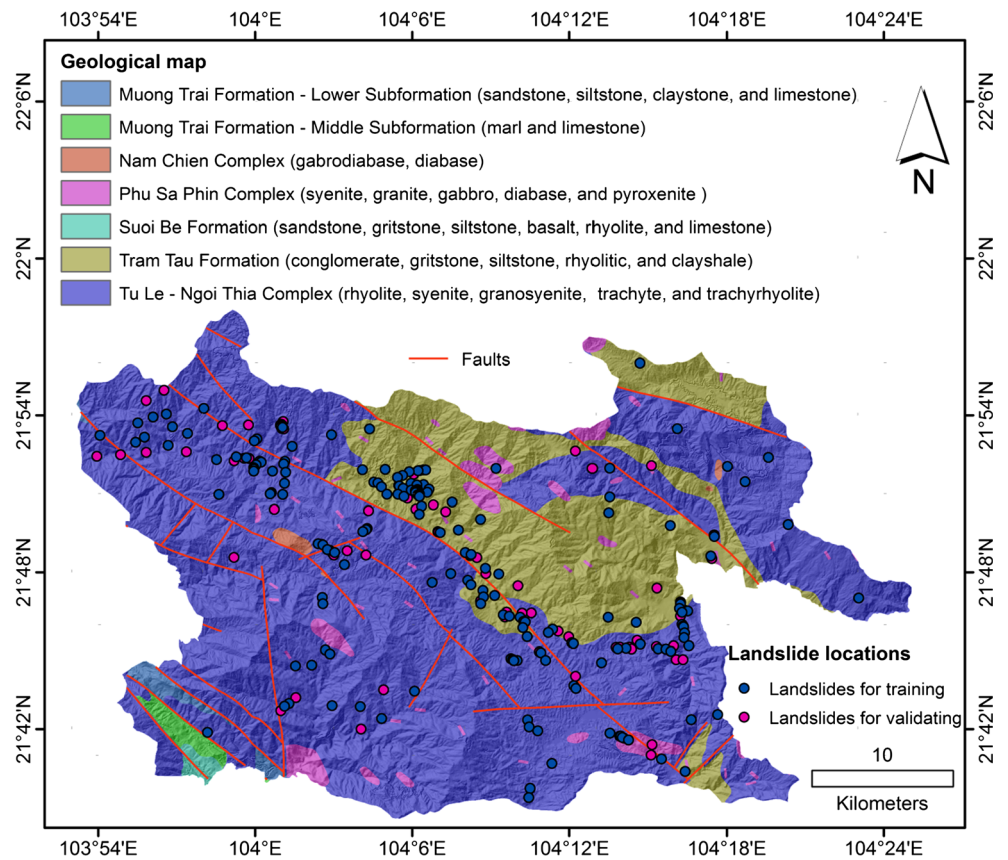 103°54'E 104°E 104°6'E 104°12'E 104°18'E 104°24'E
Geological map
Muong Trai Formation - Lower Subformation (sandstone, siltstone, claystone, and limestone)
22°6'N 22°6'N
Muong Trai Formation - Middle Subformation (marl and limestone)
Nam Chien Complex (gabrodiabase, diabase)
N
Phu Sa Phin Complex (syenite, granite, gabbro, diabase, and pyroxenite )
Suoi Be Formation (sandstone, gritstone, siltstone, basalt, rhyolite, and limestone)
22°N 22°N
Tram Tau Formation (conglomerate, gritstone, siltstone, rhyolitic, and clayshale)
Tu Le - Ngoi Thia Complex (rhyolite, syenite, granosyenite, trachyte, and trachyrhyolite)
Faults
21°54'N 21°54'N
21°48'N 21°48'N
Landslide locations
Landslides for training
Landslides for validating
21°42'N 21°42'N
10
Kilometers
103°54'E 104°E 104°6'E 104°12'E 104°18'E 104°24'E